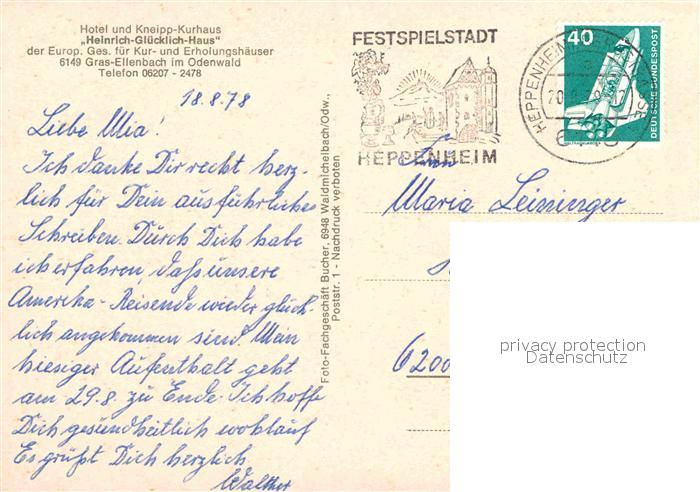 Hotel und Kneipp-Kurhaus
„Heinrich-Glücklich-Haus"
der Europ. Ges. für Kur- und Erholungshäuser
6149 Gras-Ellenbach im Odenwald
Telefon 06207 - 2478
18.8.78
Liebe Mia!
Ich danke Dir recht herz-
lich für Dein ausführliches
Schreiben. Durch Dich habe
ich erfahren, daß unsere
Amerika-Reisende wieder glück-
lich angekommen sind. Mein
hiesiger Aufenthalt geht
am 29.8. zu Ende. Ich hoffe
Dich gesundheitlich wohlauf
Es grüßt Dich herzlich
Walther
Foto-Fachgeschäft Bucher, 6948 Waldmichelbach/Odw.,
Poststr. 1 - Nachdruck verboten
FESTSPIELSTADT
HEPPENHEIM
HEPPENHEIM
40
DEUTSCHE BUNDESPOST
Frau
Maria Leininger
6200
privacy protection
Datenschutz